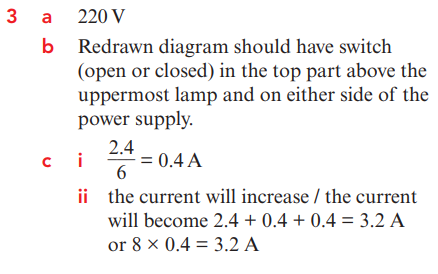 3 a 220 V
b Redrawn diagram should have switch
(open or closed) in the top part above the
uppermost lamp and on either side of the
power supply.
c i 2.4/6 = 0.4 A
ii the current will increase / the current
will become 2.4 + 0.4 + 0.4 = 3.2 A
or 8 × 0.4 = 3.2 A